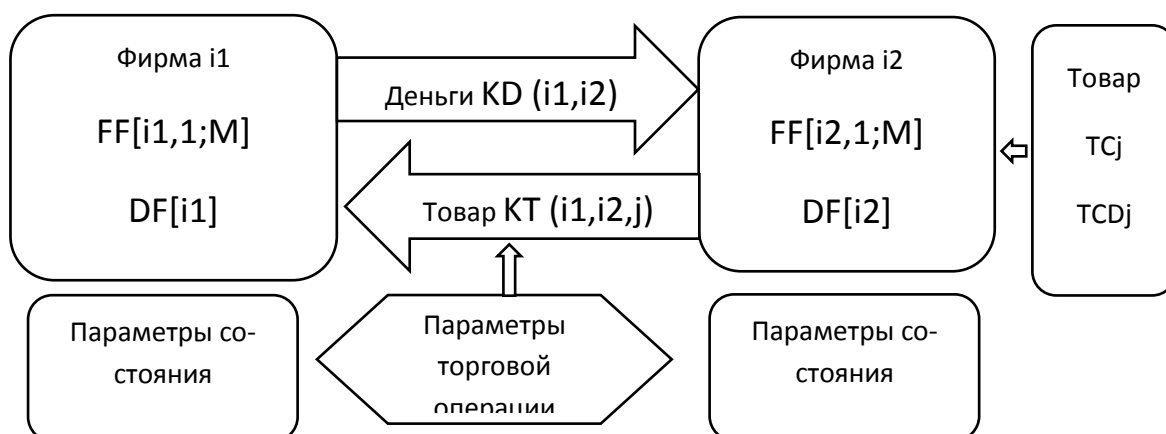 Фирма i1
FF[i1,1;M]
DF[i1]
Деньги KD (i1,i2)
Товар KT (i1,i2,j)
Фирма i2
FF[i2,1;M]
DF[i2]
Товар
TCj
TCDj
Параметры со-
стояния
Параметры
торговой
операции
Параметры со-
стояния